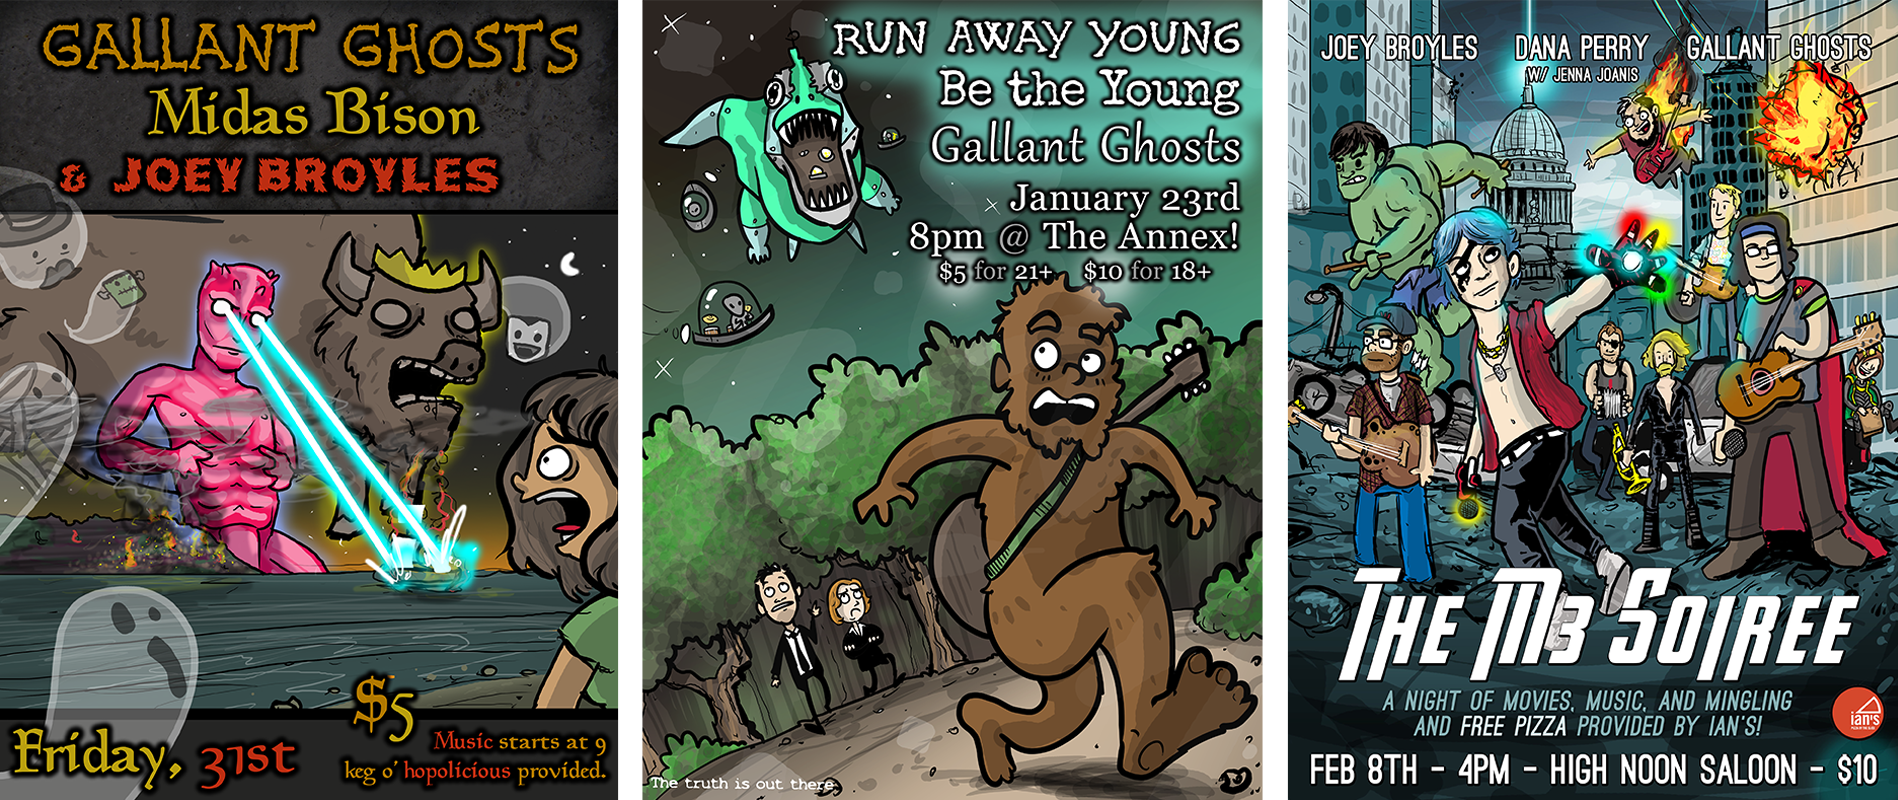 GALLANT GHOSTS
Midas Bison
& JOEY BROYLES
$5
Friday, 31st
Music starts at 9
keg o' hopolicious provided.
RUN AWAY YOUNG
Be the Young
Gallant Ghosts
January 23rd
8pm @ The Annex!
$5 for 21+ $10 for 18+
The truth is out there
JOEY BROYLES DANA PERRY GALLANT GHOSTS
W/ JENNA JOANIS
THE M3 SOIREE
A NIGHT OF MOVIES, MUSIC, AND MINGLING
AND FREE PIZZA PROVIDED BY IAN'S!
ian's
FEB 8TH - 4PM - HIGH NOON SALOON - $10